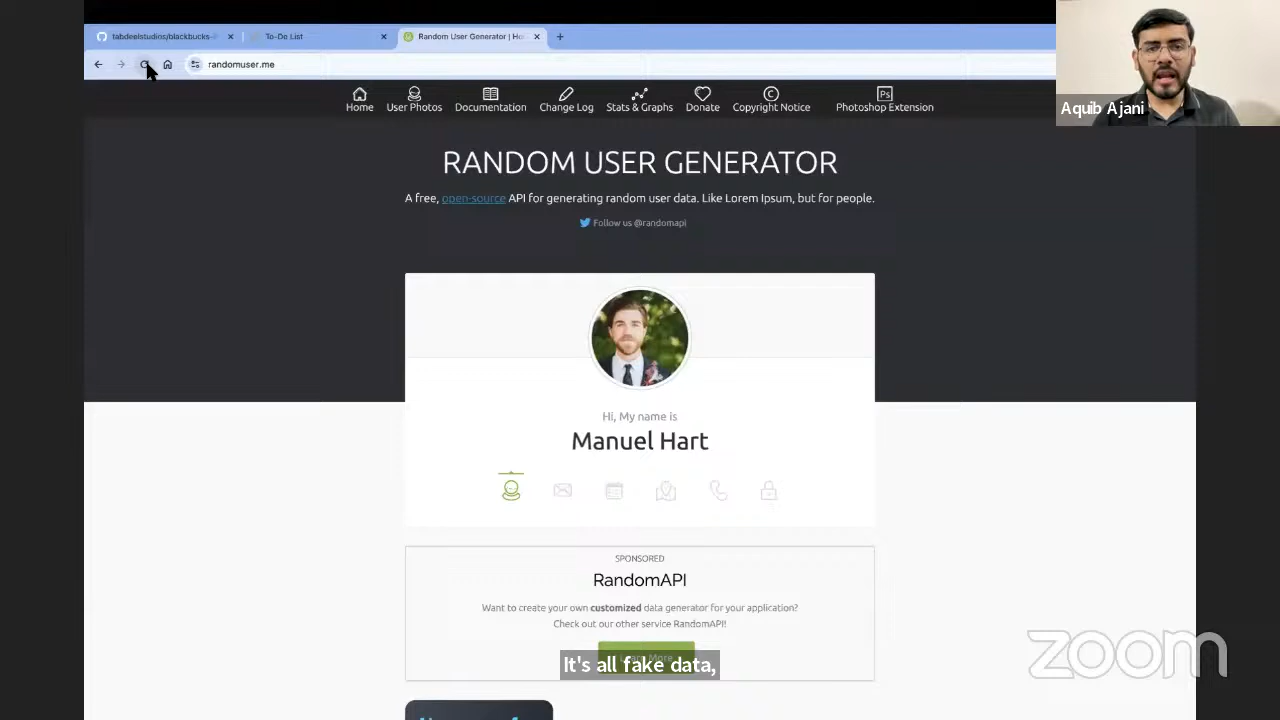 tabdeelstudios/blackbucks-
To-Do List
Random User Generator | Ho
randomuser.me
Home
User Photos
Documentation
Change Log
Stats & Graphs
Donate
Copyright Notice
Ps
Photoshop Extension
Aquib Ajani
RANDOM USER GENERATOR
A free, open-source API for generating random user data. Like Lorem Ipsum, but for people.
Follow us @randomapi
Hi, My name is
Manuel Hart
SPONSORED
RandomAPI
Want to create your own customized data generator for your application?
Check out our other service RandomAPI!
It's all fake data,
zoom